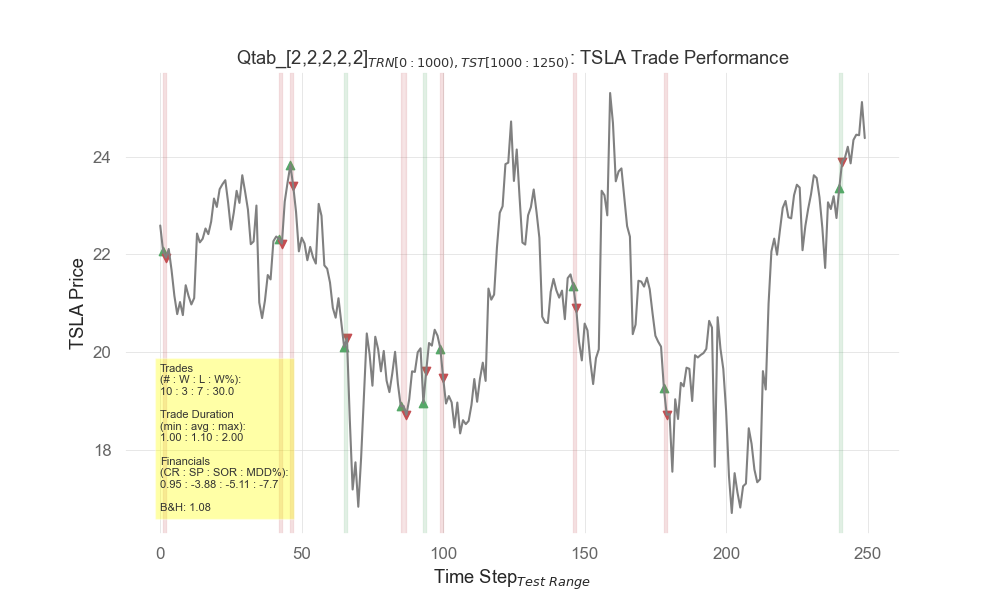 Qtab_[2,2,2,2,2]TRN[0 : 1000), TST[1000 : 1250): TSLA Trade Performance
TSLA Price
24
22
20
18
Trades
(# : W : L : W%):
10 : 3 : 7 : 30.0
Trade Duration
(min : avg : max):
1.00 : 1.10 : 2.00
Financials
(CR : SP : SOR : MDD%):
0.95 : -3.88 : -5.11 : -7.7
B&H: 1.08
0 50 100 150 200 250
Time StepTest Range